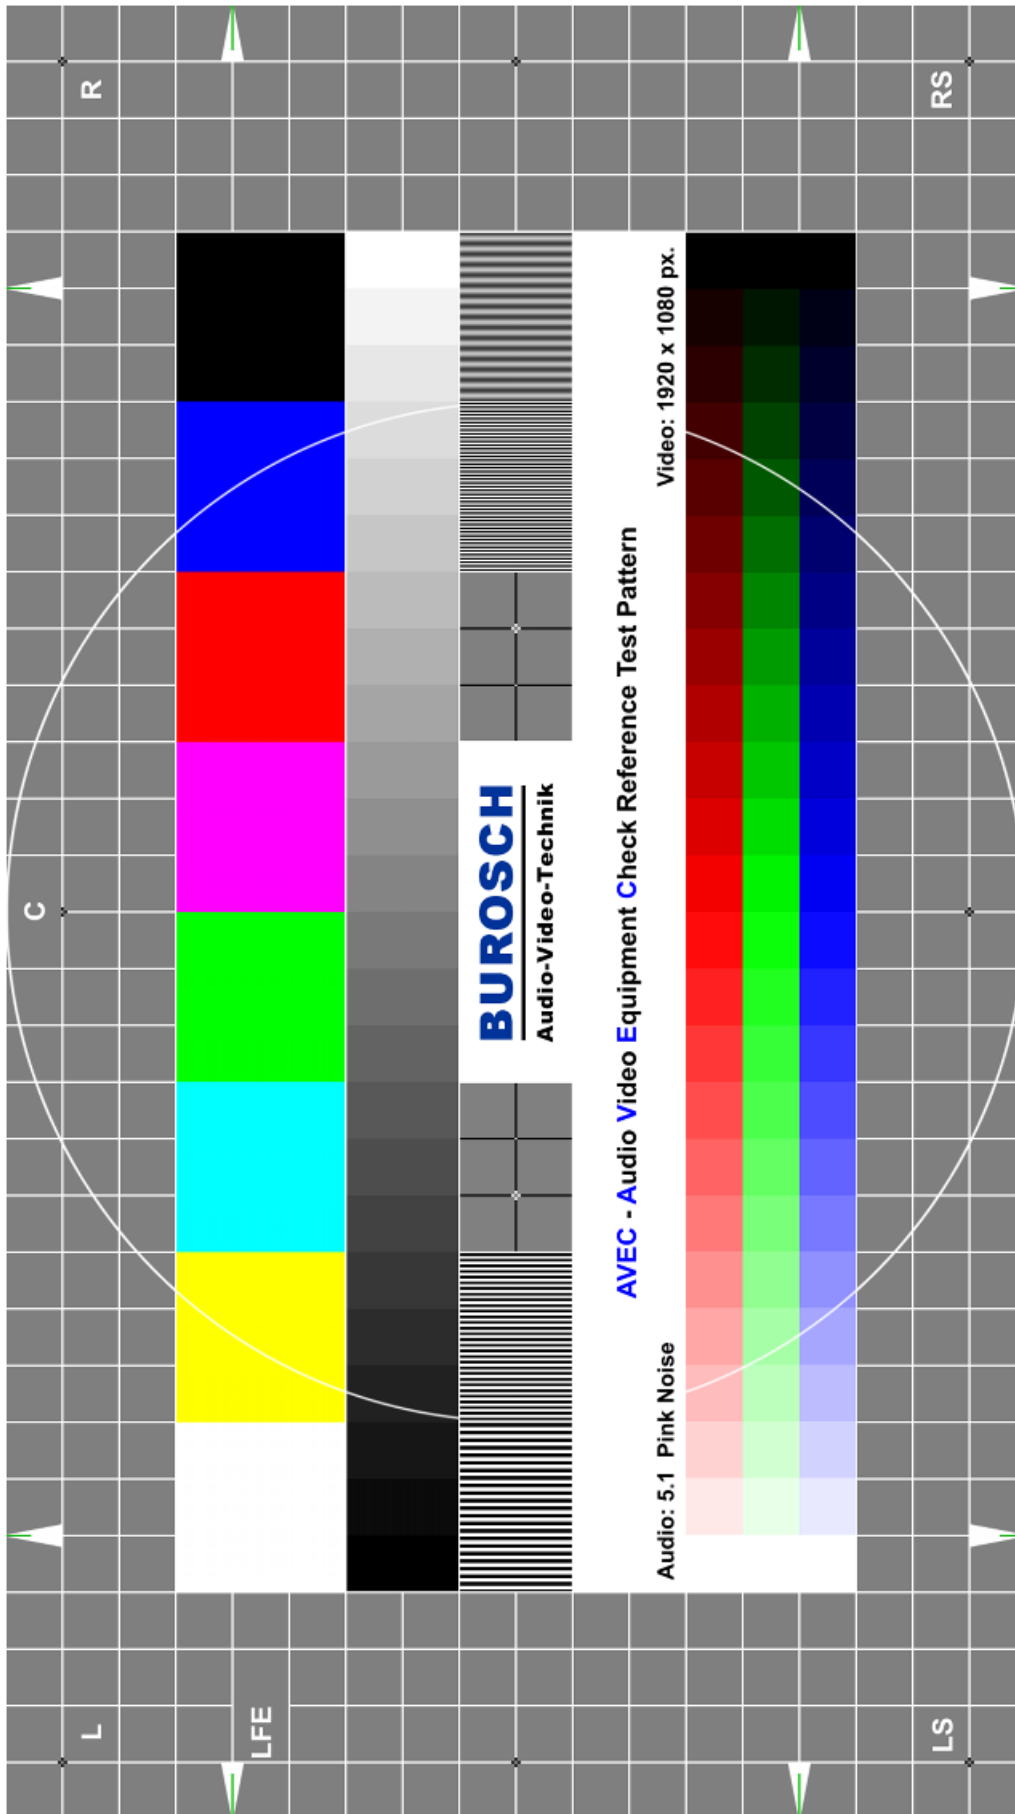 L
C
R
LFE
BUROSCH
Audio-Video-Technik
AVEC - Audio Video Equipment Check Reference Test Pattern
Audio: 5.1 Pink Noise
Video: 1920 x 1080 px.
LS
RS